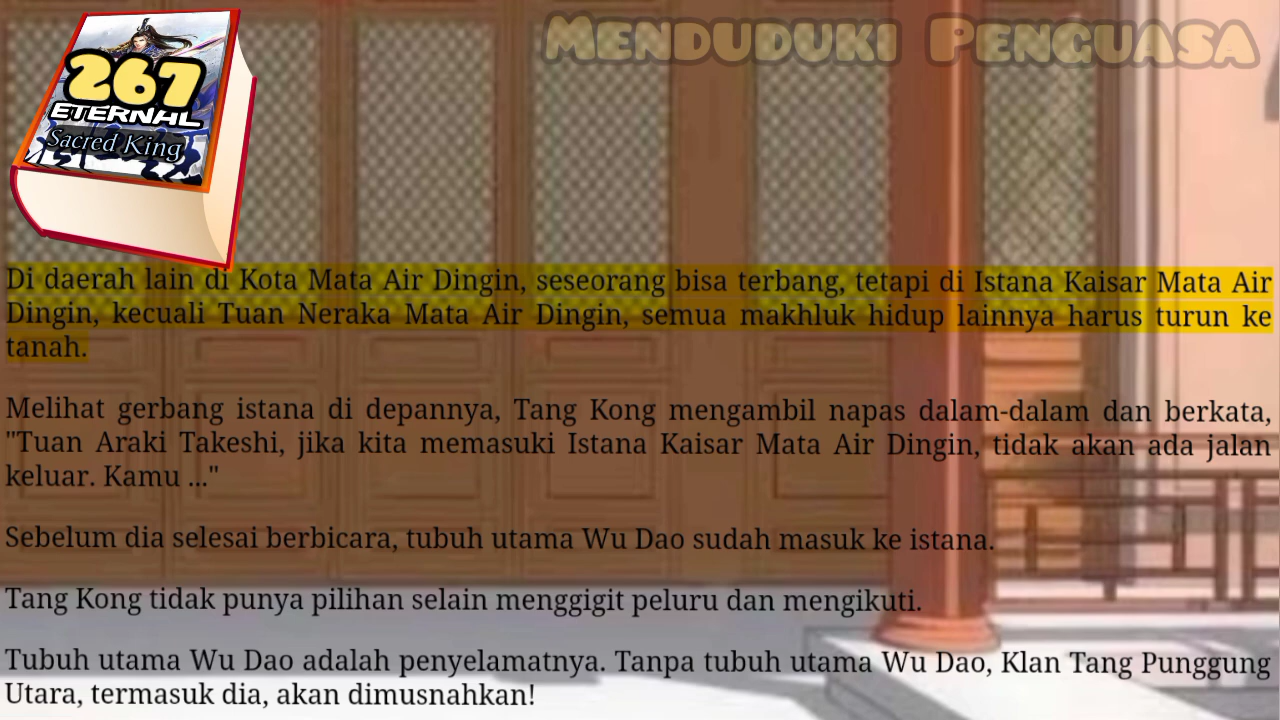 Menduduki Penguasa
267
ETERNAL
Sacred King
Di daerah lain di Kota Mata Air Dingin, seseorang bisa terbang, tetapi di Istana Kaisar Mata Air
Dingin, kecuali Tuan Neraka Mata Air Dingin, semua makhluk hidup lainnya harus turun ke
tanah.
Melihat gerbang istana di depannya, Tang Kong mengambil napas dalam-dalam dan berkata,
"Tuan Araki Takeshi, jika kita memasuki Istana Kaisar Mata Air Dingin, tidak akan ada jalan
keluar. Kamu ..."
Sebelum dia selesai berbicara, tubuh utama Wu Dao sudah masuk ke istana.
Tang Kong tidak punya pilihan selain menggigit peluru dan mengikuti.
Tubuh utama Wu Dao adalah penyelamatnya. Tanpa tubuh utama Wu Dao, Klan Tang Punggung
Utara, termasuk dia, akan dimusnahkan!